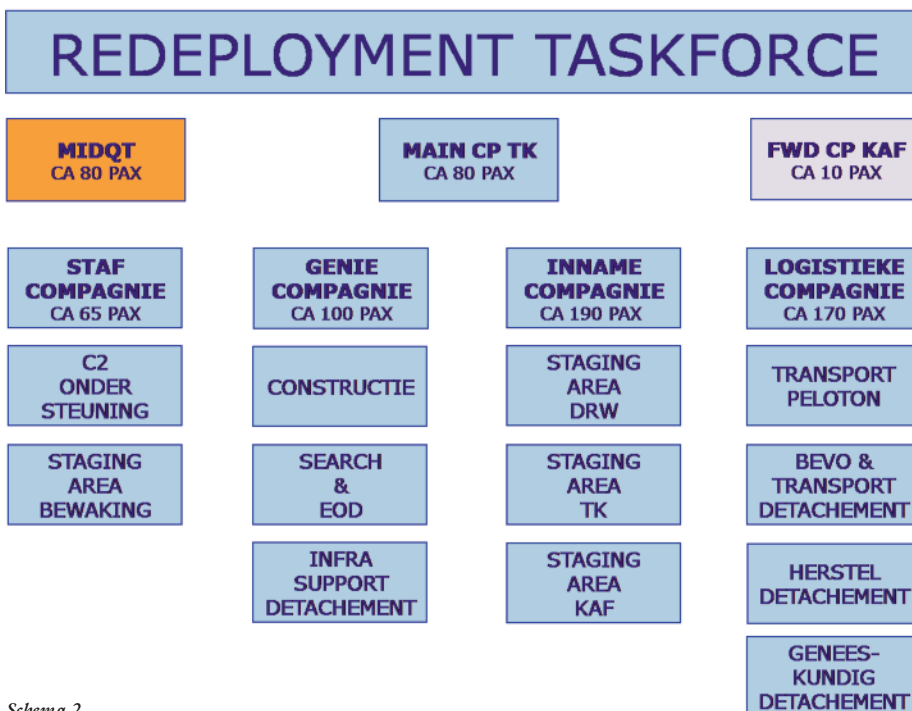 REDEPLOYMENT TASKFORCE
MIDQT
CA 80 PAX
MAIN CP TK
CA 80 PAX
FWD CP KAF
CA 10 PAX
STAF
COMPAGNIE
CA 65 PAX
C2
ONDER
STEUNING
STAGING
AREA
BEWAKING
GENIE
COMPAGNIE
CA 100 PAX
CONSTRUCTIE
SEARCH
&
EOD
INFRA
SUPPORT
DETACHEMENT
INNAME
COMPAGNIE
CA 190 PAX
STAGING
AREA
DRW
STAGING
AREA
TK
STAGING
AREA
KAF
LOGISTIEKE
COMPAGNIE
CA 170 PAX
TRANSPORT
PELOTON
BEVO &
TRANSPORT
DETACHEMENT
HERSTEL
DETACHEMENT
GENEES-
KUNDIG
DETACHEMENT
Schema 2